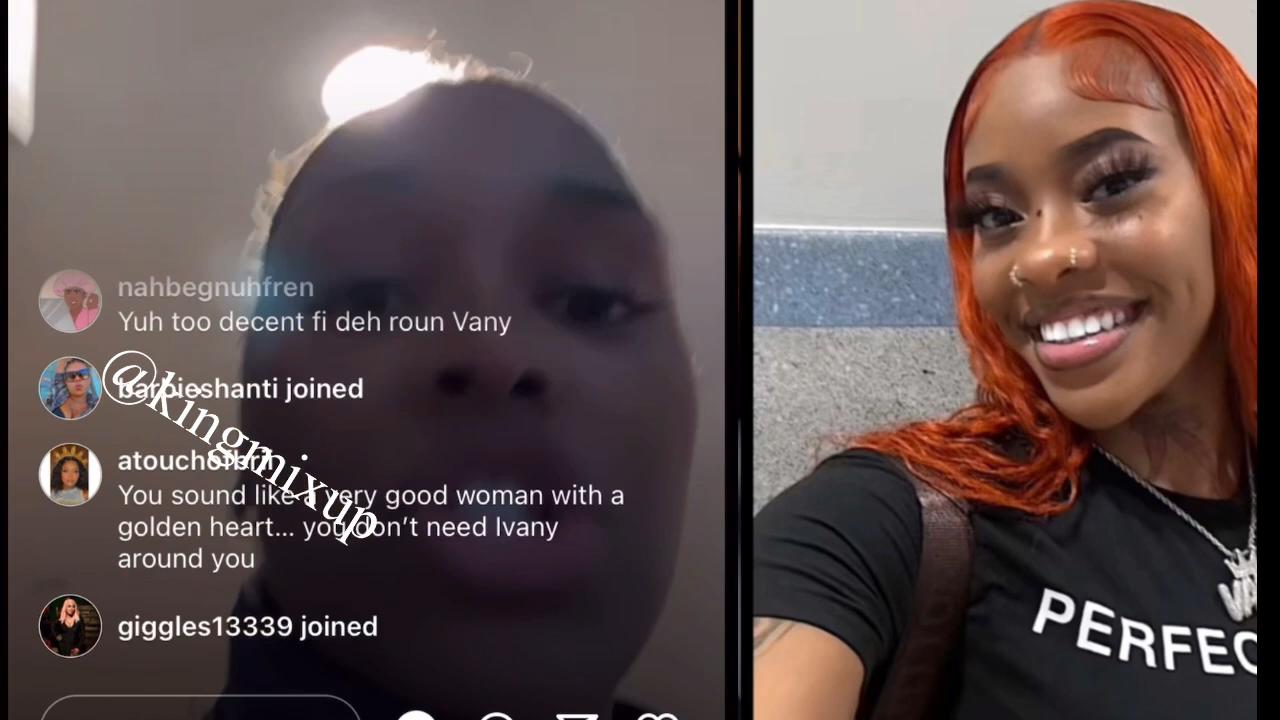 nahbegnuhfren
Yuh too decent fi deh roun Vany
barbieshanti joined
@kingmixup
You sound like a very good woman with a
golden heart... you don't need Ivany
around you
giggles13339 joined
PERFEC